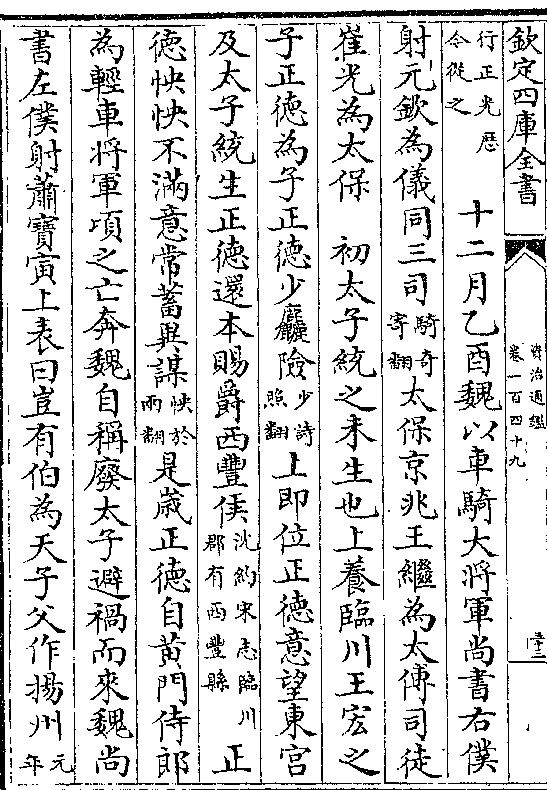 欽定四庫全書
資治通鑑
卷一百四十九
行正光厯
令從之
十二月乙酉魏以車騎大將軍尚書右僕
射元欽為儀同三司騎奇寄翻太保京兆王繼為太傅司徒
崔光為太保　初太子統之未生也上養臨川王宏之
子正德為子正德少麤險少詩照翻上即位正德意望東宫
及太子統生正德還本賜爵西豐侯沈約宋志臨川郡有西豐縣正
徳怏怏不滿意常蓄異謀怏於兩翻是歲正德自黄門侍郎
為輕車將軍頃之亡奔魏自稱廢太子避禍而來魏尚
書左僕射蕭寶寅上表曰豈有伯為天子父作揚州元年